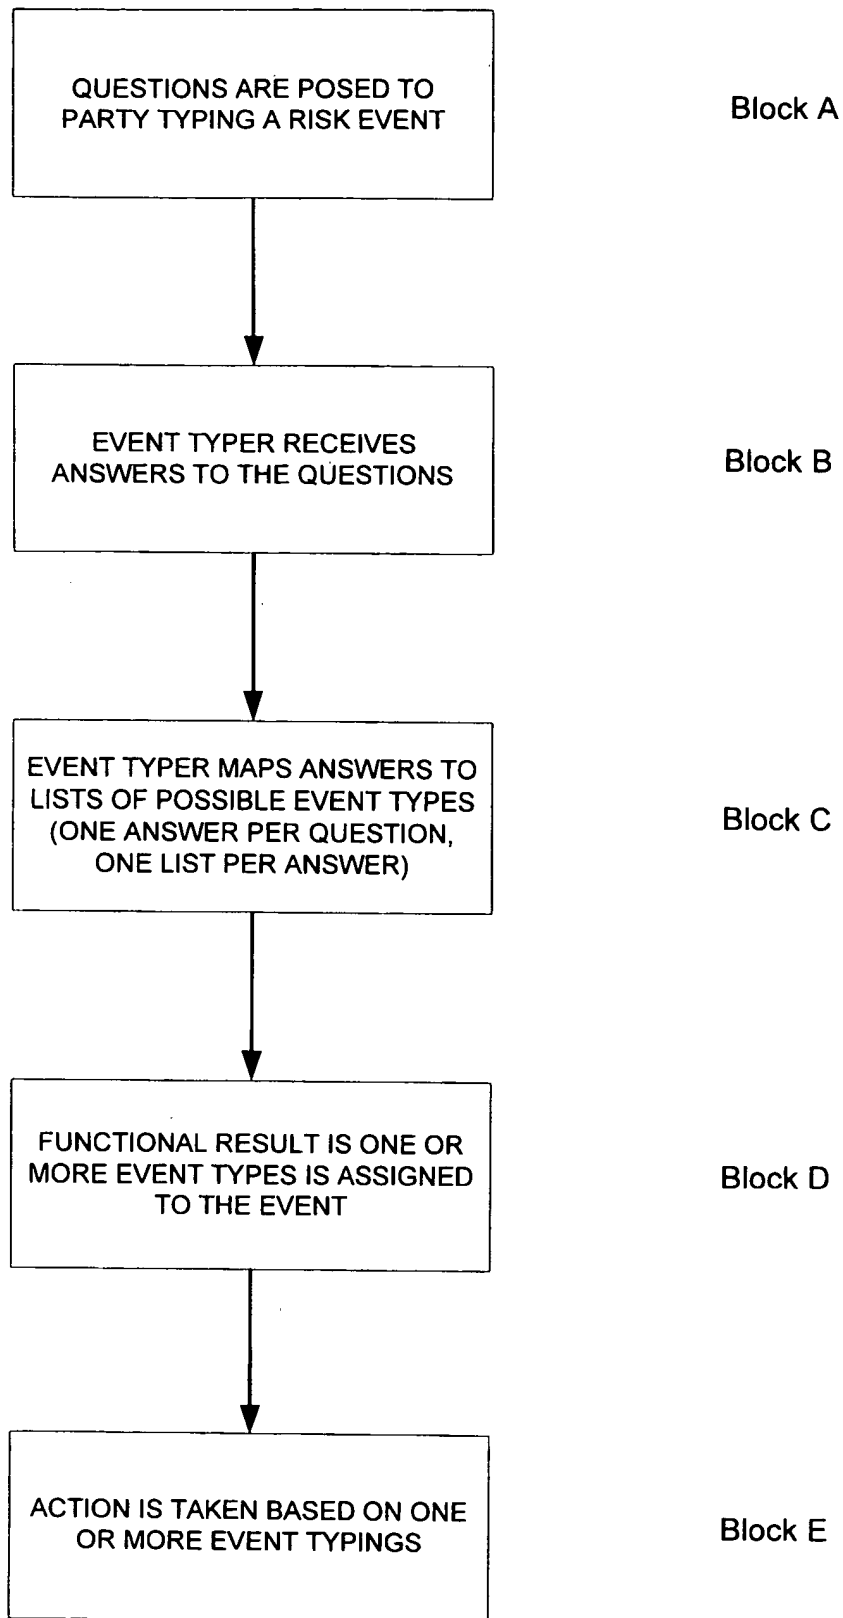 QUESTIONS ARE POSED TO
PARTY TYPING A RISK EVENT
Block A
EVENT TYPER RECEIVES
ANSWERS TO THE QUESTIONS
Block B
EVENT TYPER MAPS ANSWERS TO
LISTS OF POSSIBLE EVENT TYPES
(ONE ANSWER PER QUESTION,
ONE LIST PER ANSWER)
Block C
FUNCTIONAL RESULT IS ONE OR
MORE EVENT TYPES IS ASSIGNED
TO THE EVENT
Block D
ACTION IS TAKEN BASED ON ONE
OR MORE EVENT TYPINGS
Block E